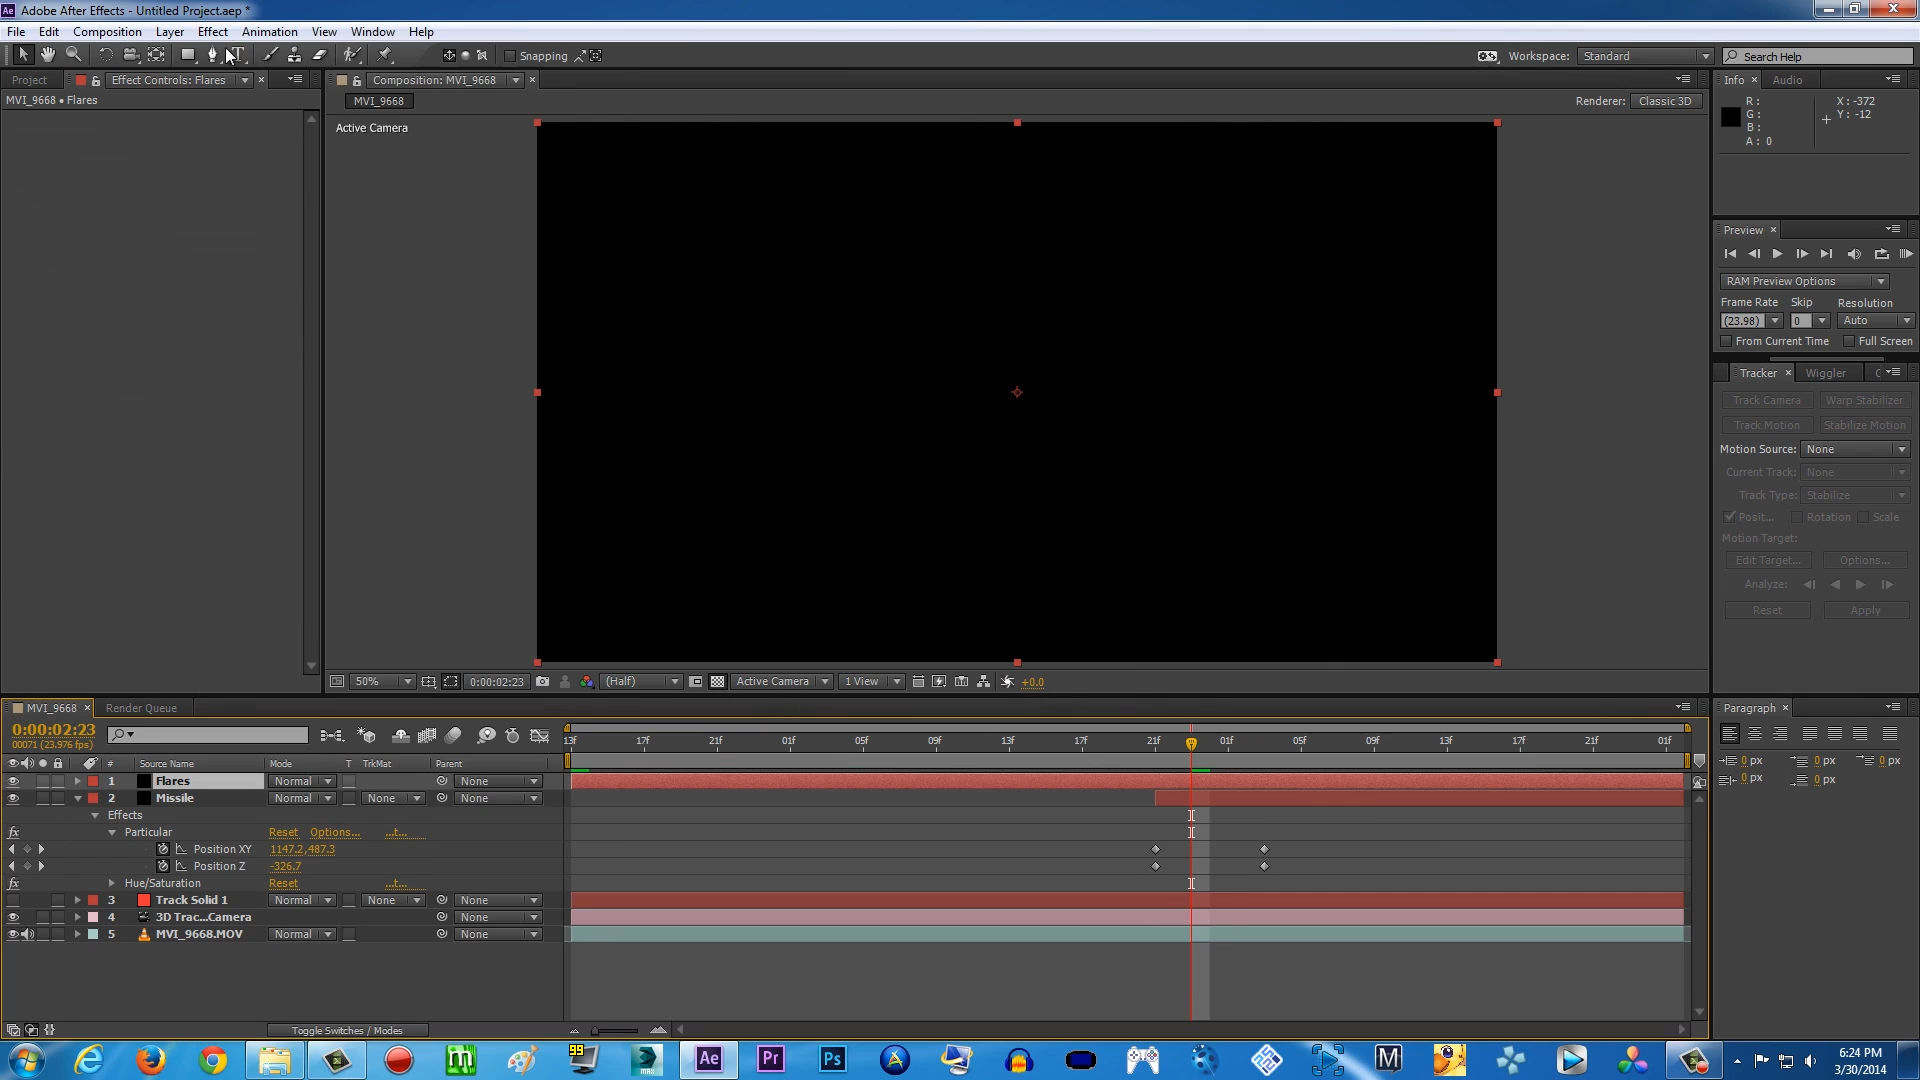 Adobe After Effects - Untitled Project.aep *
File Edit Composition Layer Effect Animation View Window Help
Snapping
Workspace: Standard
Search Help
Project Effect Controls: Flares
MVI_9668 • Flares
Composition: MVI_9668
MVI_9668
Renderer: Classic 3D
Active Camera
Info Audio
R:
G:
B:
A: 0
X: -372
Y: -12
Preview
RAM Preview Options
Frame Rate Skip Resolution
(23.98) 0 Auto
From Current Time Full Screen
Tracker Wiggler
Track Camera Warp Stabilizer
Track Motion Stabilize Motion
Motion Source: None
Current Track: None
Track Type: Stabilize
Posit... Rotation Scale
Motion Target:
Edit Target... Options...
Analyze:
Reset Apply
50% 0:00:02:23 (Half) Active Camera 1 View +0.0
MVI_9668 Render Queue
0:00:02:23
00071 (23.976 fps)
13f 17f 21f 01f 05f 09f 13f 17f 21f 01f 05f 09f 13f 17f 21f 01f
# Source Name Mode T TrkMat Parent
1 Flares Normal None
2 Missile Normal None None
Effects
fx Particular Reset Options... ...t...
Position XY 1147.2,487.3
Position Z -326.7
fx Hue/Saturation Reset ...t...
3 Track Solid 1 Normal None None
4 3D Trac...Camera None
5 MVI_9668.MOV Normal None
Toggle Switches / Modes
Paragraph
0 px 0 px 0 px
0 px 0 px
99
MAX
Ae
Pr
Ps
M
6:24 PM
3/30/2014